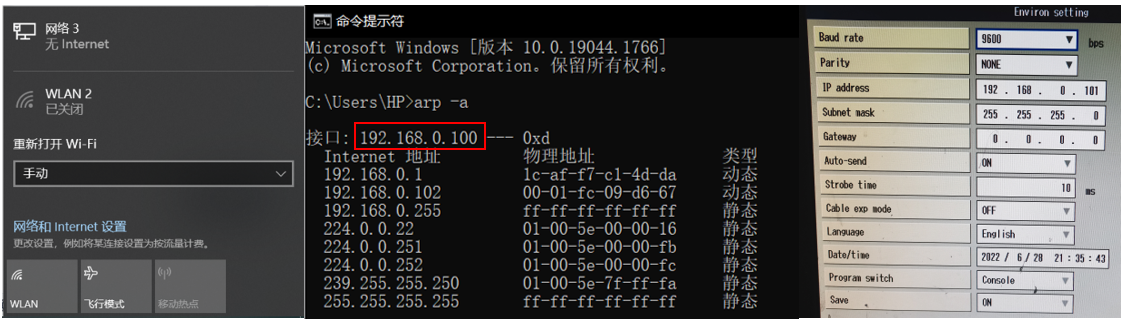 网络 3
无 Internet
WLAN 2
已关闭
重新打开 Wi-Fi
手动
网络和 Internet 设置
更改设置，例如将某连接设置为按流量计费。
WLAN
飞行模式
移动热点
命令提示符
Microsoft Windows [版本 10.0.19044.1766]
(c) Microsoft Corporation。保留所有权利。
C:\Users\HP>arp -a
接口: 192.168.0.100 --- 0xd
Internet 地址 物理地址 类型
192.168.0.1 1c-af-f7-c1-4d-da 动态
192.168.0.102 00-01-fc-09-d6-67 动态
192.168.0.255 ff-ff-ff-ff-ff-ff 静态
224.0.0.22 01-00-5e-00-00-16 静态
224.0.0.251 01-00-5e-00-00-fb 静态
224.0.0.252 01-00-5e-00-00-fc 静态
239.255.255.250 01-00-5e-7f-ff-fa 静态
255.255.255.255 ff-ff-ff-ff-ff-ff 静态
Environ setting
Baud rate 9600 bps
Parity NONE
IP address 192 . 168 . 0 . 101
Subnet mask 255 . 255 . 255 . 0
Gateway 0 . 0 . 0 . 0
Auto-send ON
Strobe time 10 ms
Cable exp mode OFF
Language English
Date/time 2022 / 6 / 28 21 : 35 : 43
Program switch Console
Save ON